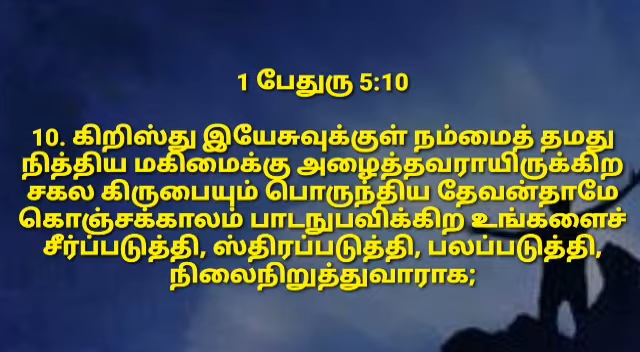 1 பேதுரு 5:10
10. கிறிஸ்து இயேசுவுக்குள் நம்மைத் தமது
நித்திய மகிமைக்கு அழைத்தவராயிருக்கிற
சகல கிருபையும் பொருந்திய தேவன்தாமே
கொஞ்சக்காலம் பாடநுபவிக்கிற உங்களைச்
சீர்ப்படுத்தி, ஸ்திரப்படுத்தி, பலப்படுத்தி,
நிலைநிறுத்துவாராக;